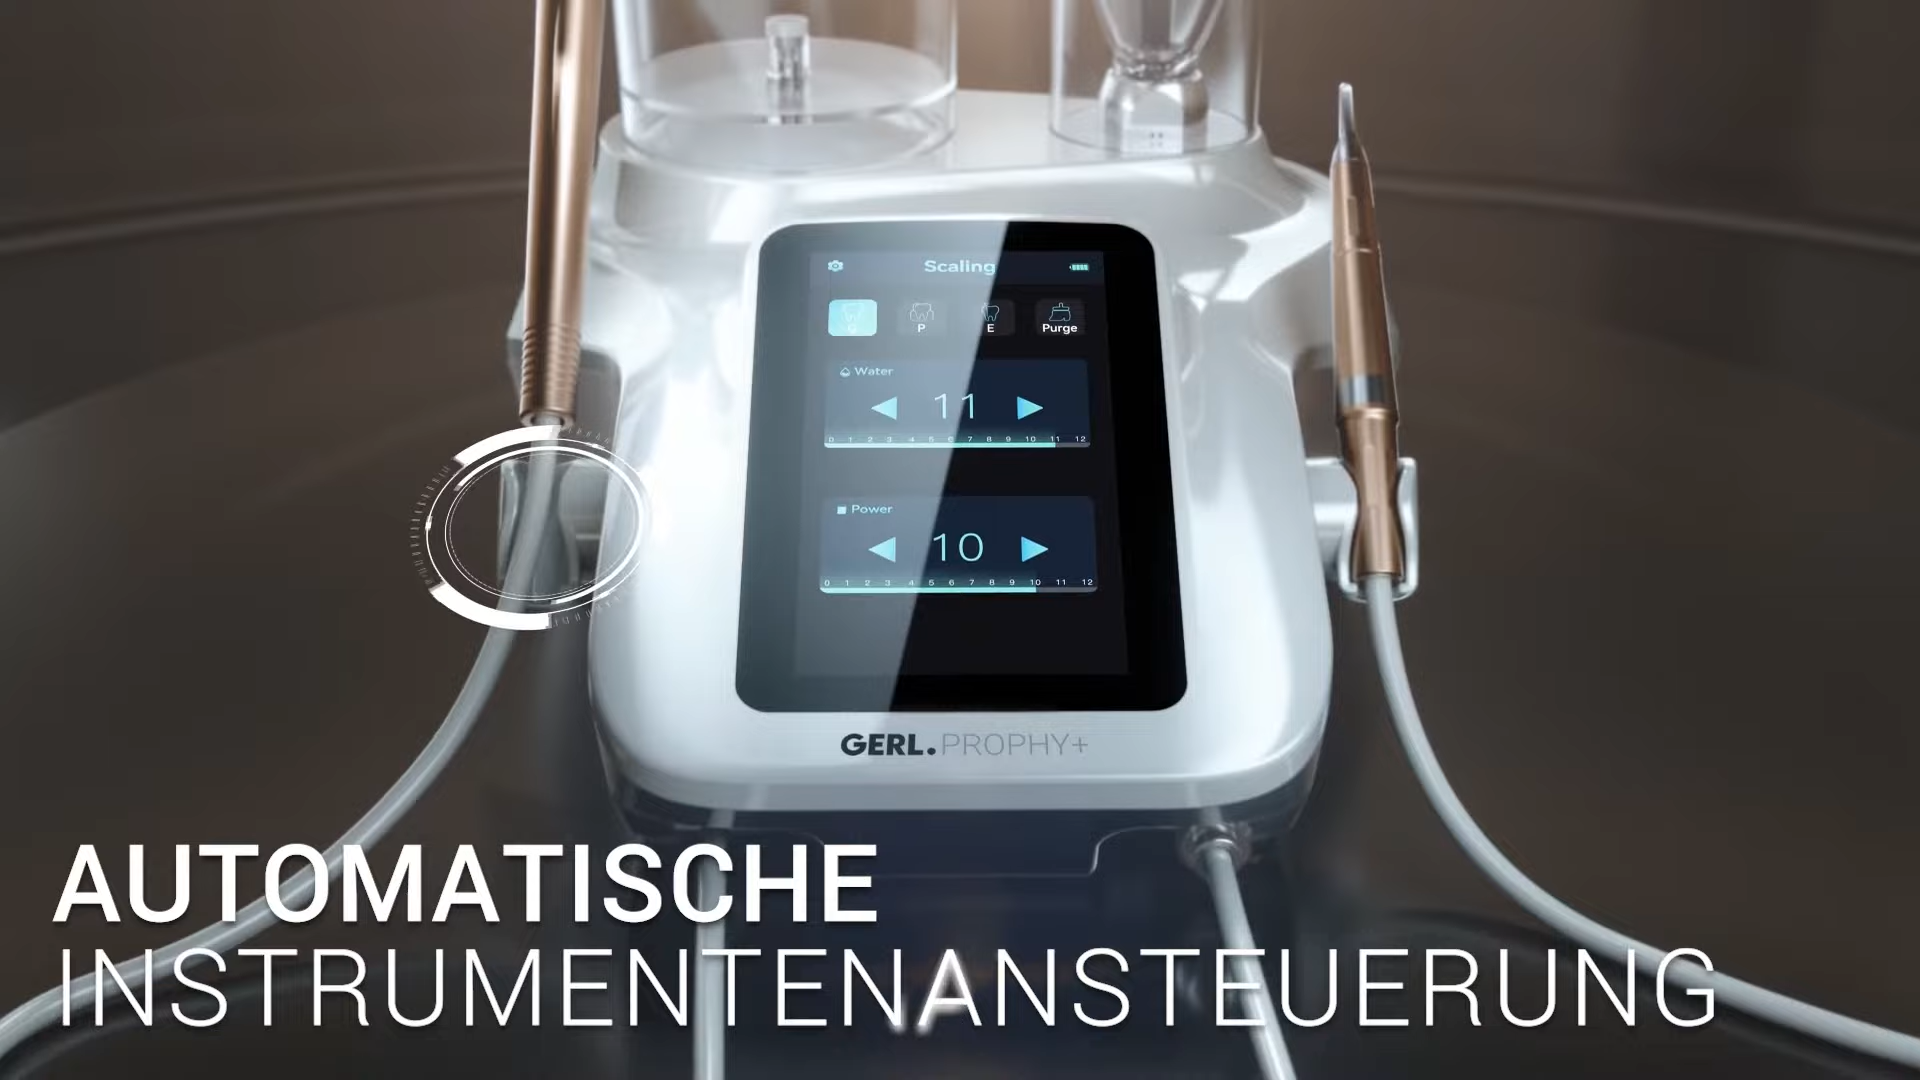 Scaling
G P E Purge
Water
11
0 1 2 3 4 5 6 7 8 9 10 11 12
Power
10
0 1 2 3 4 5 6 7 8 9 10 11 12
GERL.PROPHY+
AUTOMATISCHE
INSTRUMENTENANSTEUERUNG